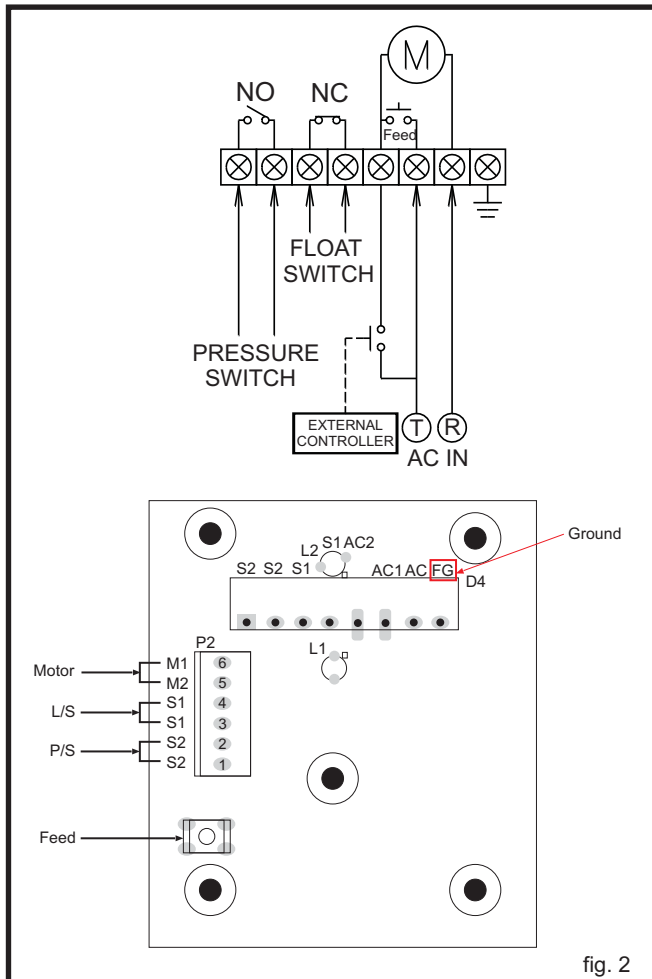 M
NO NC
Feed
FLOAT
SWITCH
PRESSURE
SWITCH
EXTERNAL
CONTROLLER
T R
AC IN
Ground
S1 AC2
L2
S2 S2 S1 AC1 AC FG
D4
L1
P2
Motor
M1 6
M2 5
L/S
S1 4
S1 3
P/S
S2 2
S2 1
Feed
fig. 2